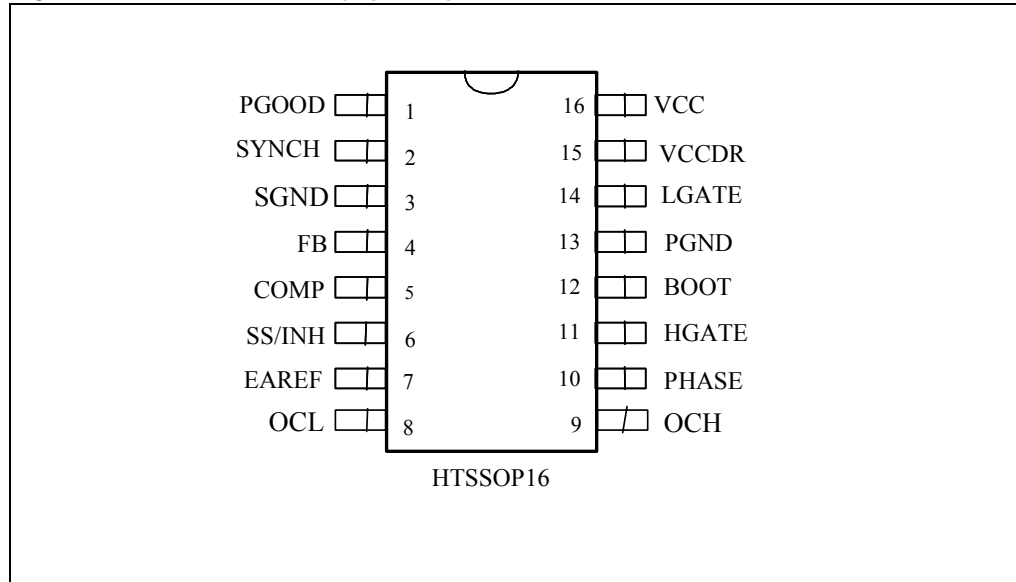 PGOOD 1 16 VCC
SYNCH 2 15 VCCDR
SGND 3 14 LGATE
FB 4 13 PGND
COMP 5 12 BOOT
SS/INH 6 11 HGATE
EAREF 7 10 PHASE
OCL 8 9 OCH
HTSSOP16